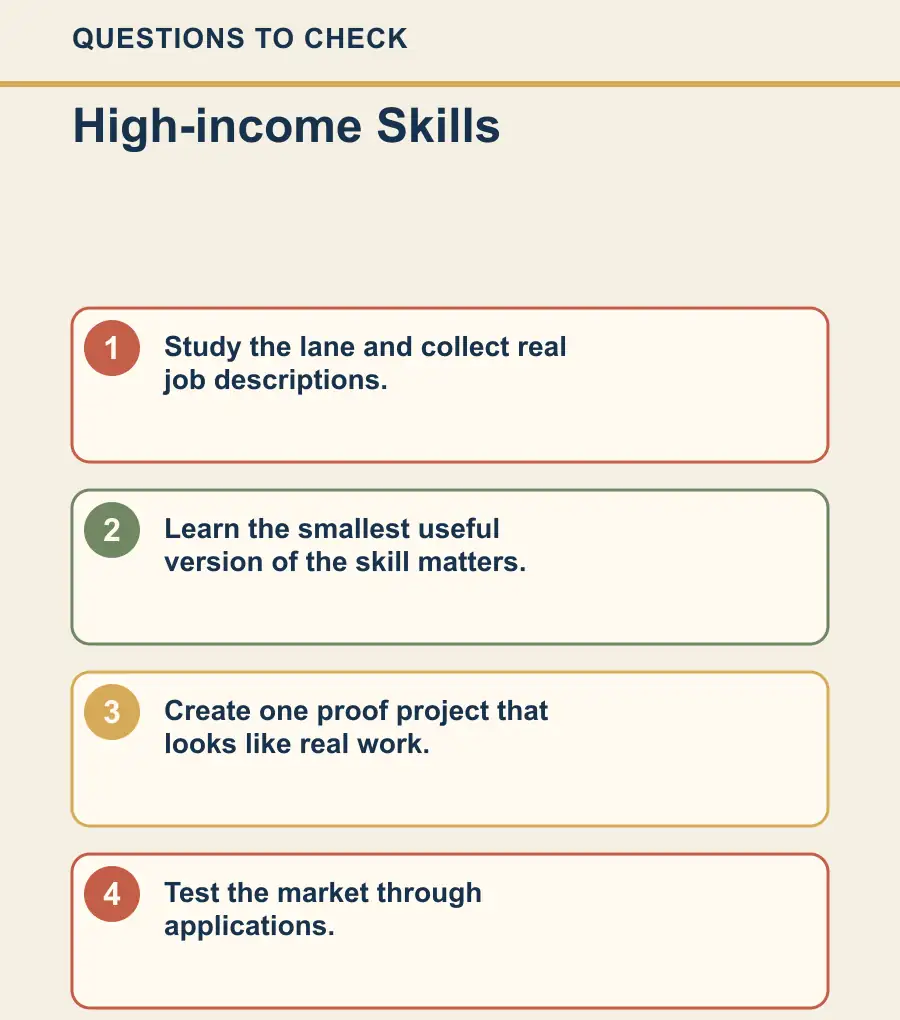 QUESTIONS TO CHECK
High-income Skills
1
Study the lane and collect real
job descriptions.
2
Learn the smallest useful
version of the skill matters.
3
Create one proof project that
looks like real work.
4
Test the market through
applications.